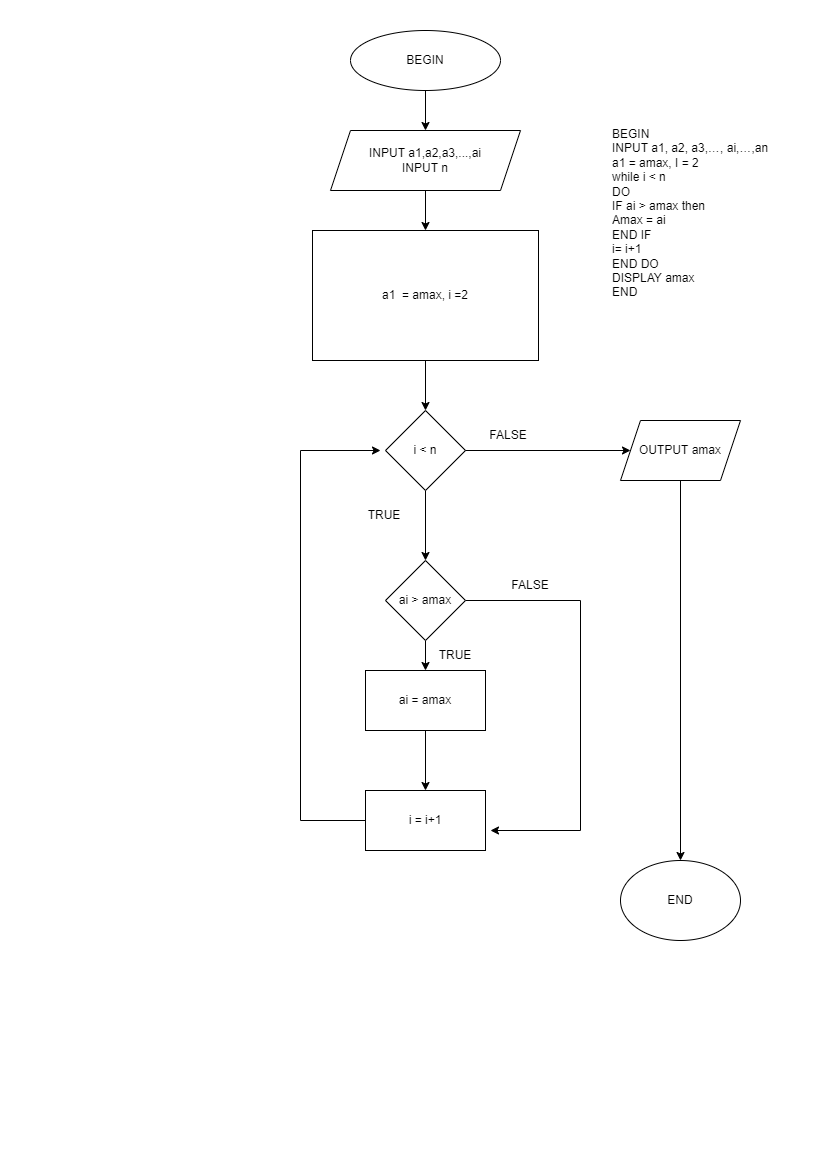 BEGIN
INPUT a1,a2,a3,...,ai
INPUT n
a1  = amax, i =2
i < n
FALSE
OUTPUT amax
TRUE
ai > amax
FALSE
TRUE
ai = amax
i = i+1
END
BEGIN
INPUT a1, a2, a3,…, ai,…,an
a1 = amax, I = 2
while i < n
DO
IF ai > amax then
Amax = ai
END IF
i= i+1
END DO
DISPLAY amax
END